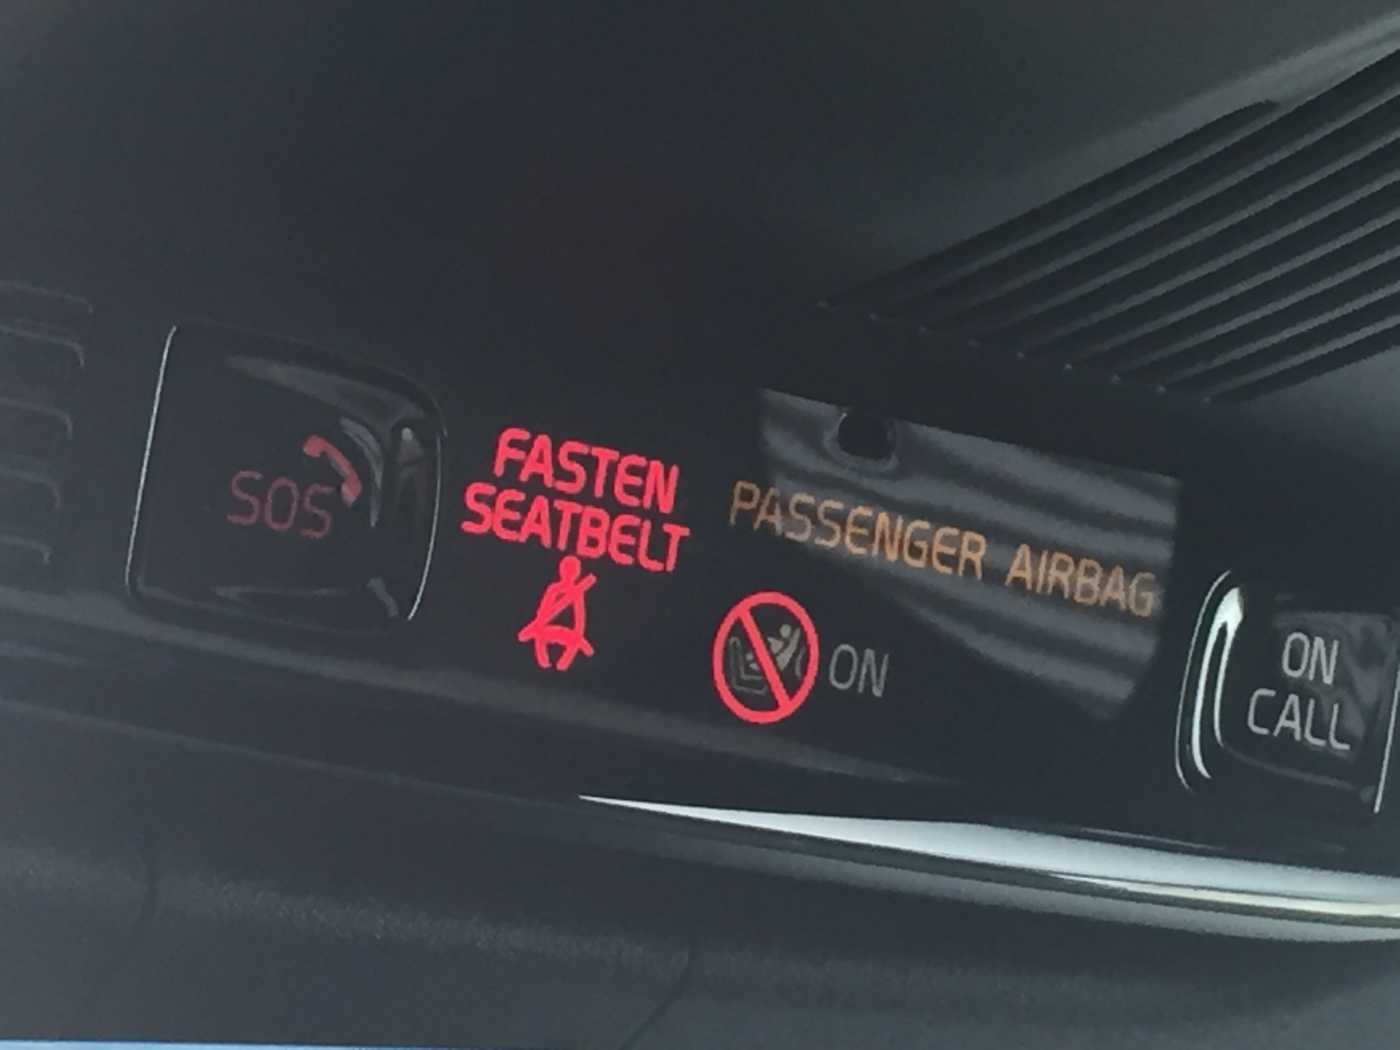 SOS
FASTEN
SEATBELT
PASSENGER AIRBAG
ON
ON
CALL